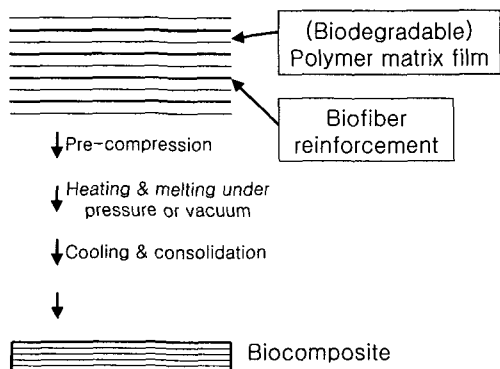 (Biodegradable)
Polymer matrix film
Biofiber
reinforcement
Pre-compression
Heating & melting under
pressure or vacuum
Cooling & consolidation
Biocomposite